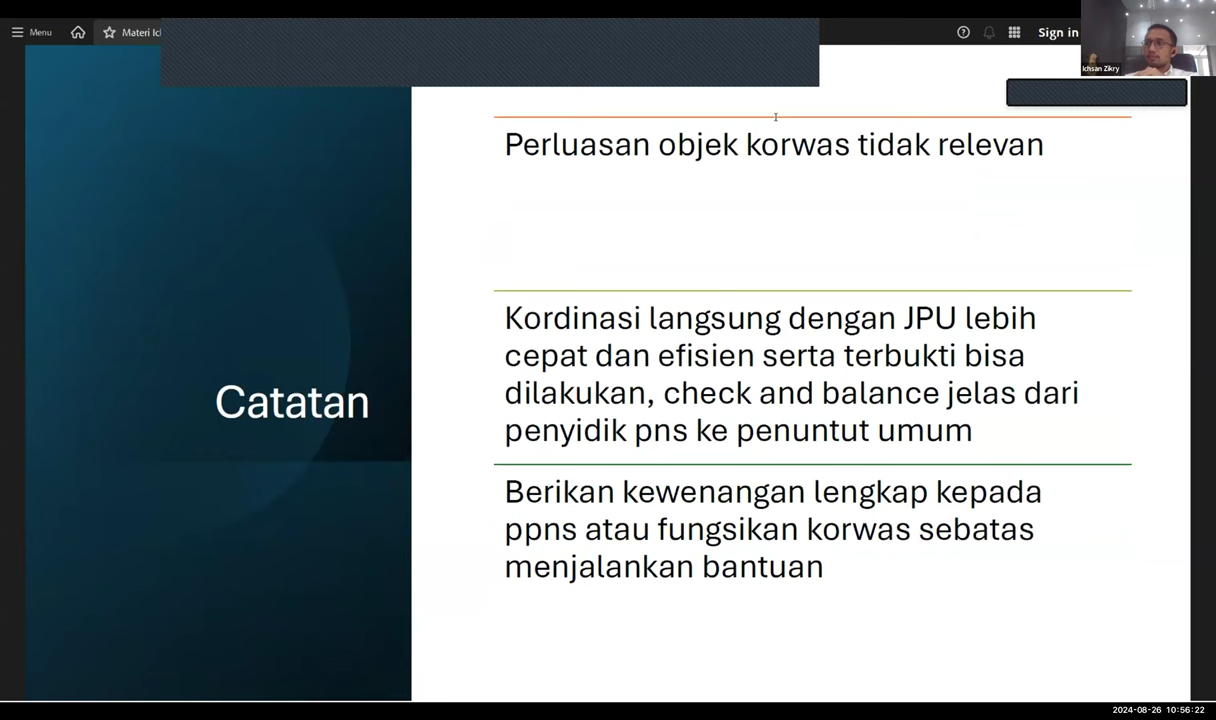 Menu
Materi Ic
Sign in
Ichsan Zikry
Perluasan objek korwas tidak relevan
Kordinasi langsung dengan JPU lebih
cepat dan efisien serta terbukti bisa
dilakukan, check and balance jelas dari
penyidik pns ke penuntut umum
Catatan
Berikan kewenangan lengkap kepada
ppns atau fungsikan korwas sebatas
menjalankan bantuan
2024-08-26 10:56:22